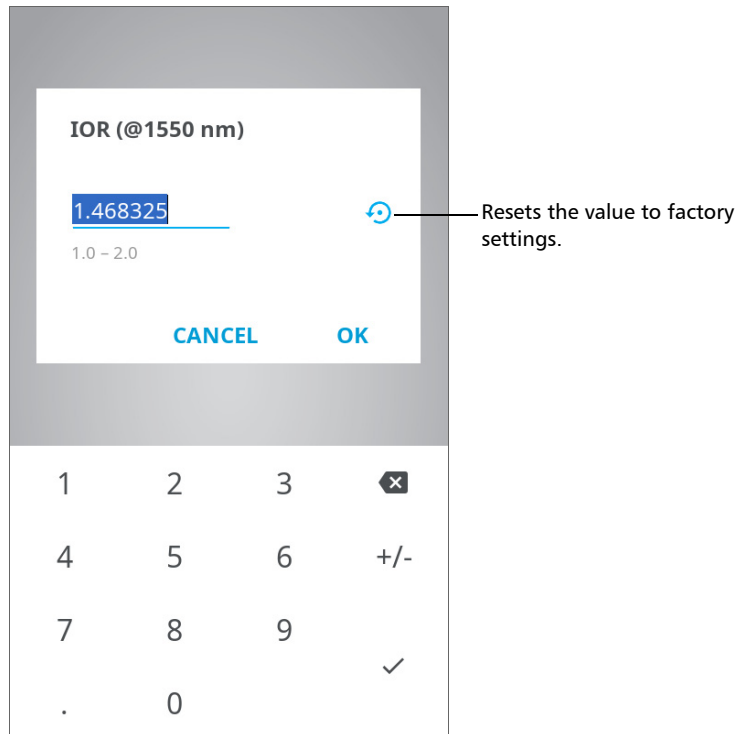 IOR (@1550 nm)
1.468325
Resets the value to factory
settings.
1.0 – 2.0
CANCEL OK
1 2 3
4 5 6 +/-
7 8 9
. 0